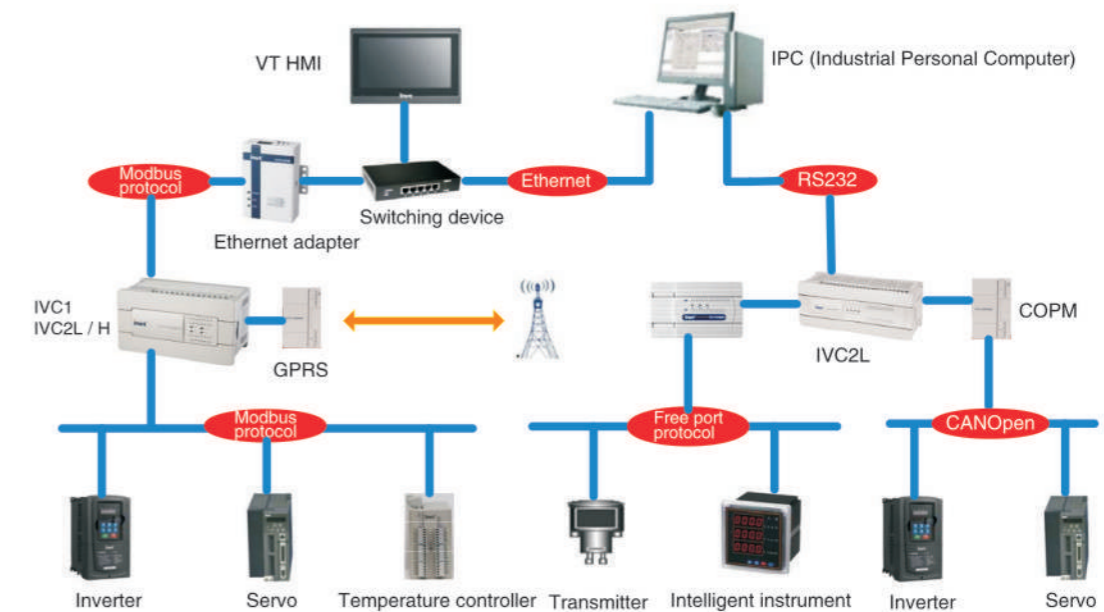 VT HMI
IPC (Industrial Personal Computer)
Modbus
protocol
Ethernet
RS232
Switching device
Ethernet adapter
IVC1
IVC2L / H
GPRS
COPM
IVC2L
Modbus
protocol
Free port
protocol
CANOpen
Inverter
Servo
Temperature controller
Transmitter
Intelligent instrument
Inverter
Servo